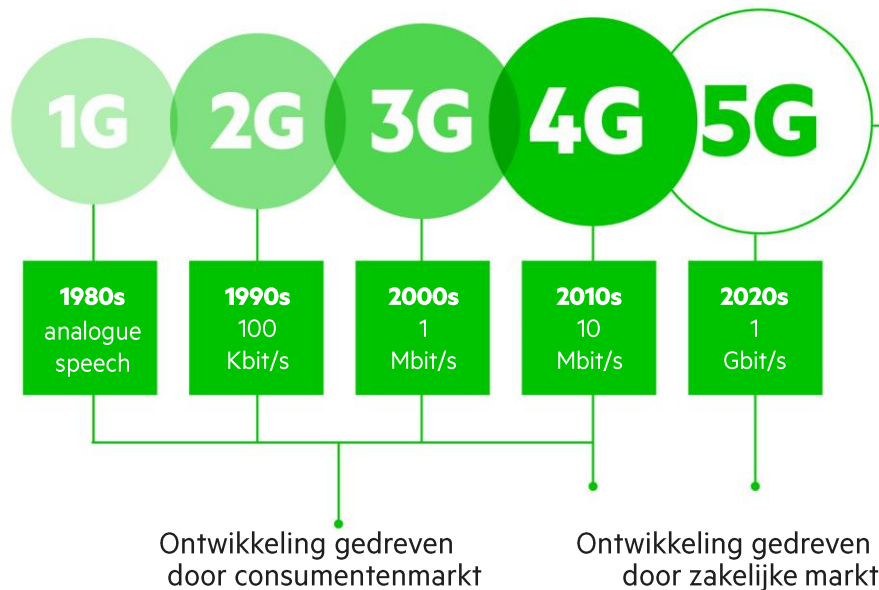 1G 2G 3G 4G 5G
1980s
analogue
speech
1990s
100
Kbit/s
2000s
1
Mbit/s
2010s
10
Mbit/s
2020s
1
Gbit/s
Ontwikkeling gedreven
door consumentenmarkt
Ontwikkeling gedreven
door zakelijke markt